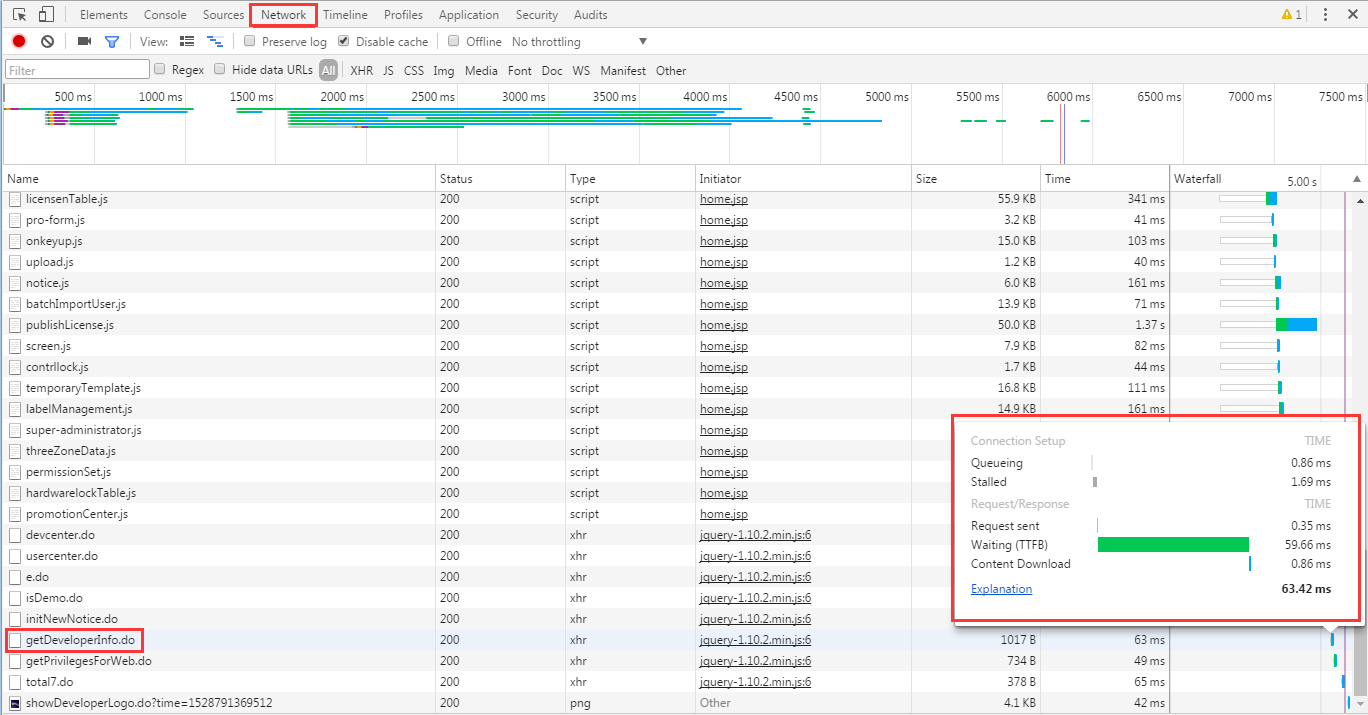 Elements Console Sources Network Timeline Profiles Application Security Audits 1
View: Preserve log Disable cache Offline No throttling
Filter Regex Hide data URLs All XHR JS CSS Img Media Font Doc WS Manifest Other
500 ms 1000 ms 1500 ms 2000 ms 2500 ms 3000 ms 3500 ms 4000 ms 4500 ms 5000 ms 5500 ms 6000 ms 6500 ms 7000 ms 7500 ms
Name Status Type Initiator Size Time Waterfall 5.00 s
licensenTable.js 200 script home.jsp 55.9 KB 341 ms
pro-form.js 200 script home.jsp 3.2 KB 41 ms
onkeyup.js 200 script home.jsp 15.0 KB 103 ms
upload.js 200 script home.jsp 1.2 KB 40 ms
notice.js 200 script home.jsp 6.0 KB 161 ms
batchImportUser.js 200 script home.jsp 13.9 KB 71 ms
publishLicense.js 200 script home.jsp 50.0 KB 1.37 s
screen.js 200 script home.jsp 7.9 KB 82 ms
contrllock.js 200 script home.jsp 1.7 KB 44 ms
temporaryTemplate.js 200 script home.jsp 16.8 KB 111 ms
labelManagement.js 200 script home.jsp 14.9 KB 161 ms
super-administrator.js 200 script home.jsp
threeZoneData.js 200 script home.jsp
permissionSet.js 200 script home.jsp
hardwarelockTable.js 200 script home.jsp
promotionCenter.js 200 script home.jsp
devcenter.do 200 xhr jquery-1.10.2.min.js:6
usercenter.do 200 xhr jquery-1.10.2.min.js:6
e.do 200 xhr jquery-1.10.2.min.js:6
isDemo.do 200 xhr jquery-1.10.2.min.js:6
initNewNotice.do 200 xhr jquery-1.10.2.min.js:6
getDeveloperInfo.do 200 xhr jquery-1.10.2.min.js:6 1017 B 63 ms
getPrivilegesForWeb.do 200 xhr jquery-1.10.2.min.js:6 734 B 49 ms
total7.do 200 xhr jquery-1.10.2.min.js:6 378 B 65 ms
showDeveloperLogo.do?time=1528791369512 200 png Other 4.1 KB 42 ms
Connection Setup TIME
Queueing 0.86 ms
Stalled 1.69 ms
Request/Response TIME
Request sent 0.35 ms
Waiting (TTFB) 59.66 ms
Content Download 0.86 ms
Explanation 63.42 ms